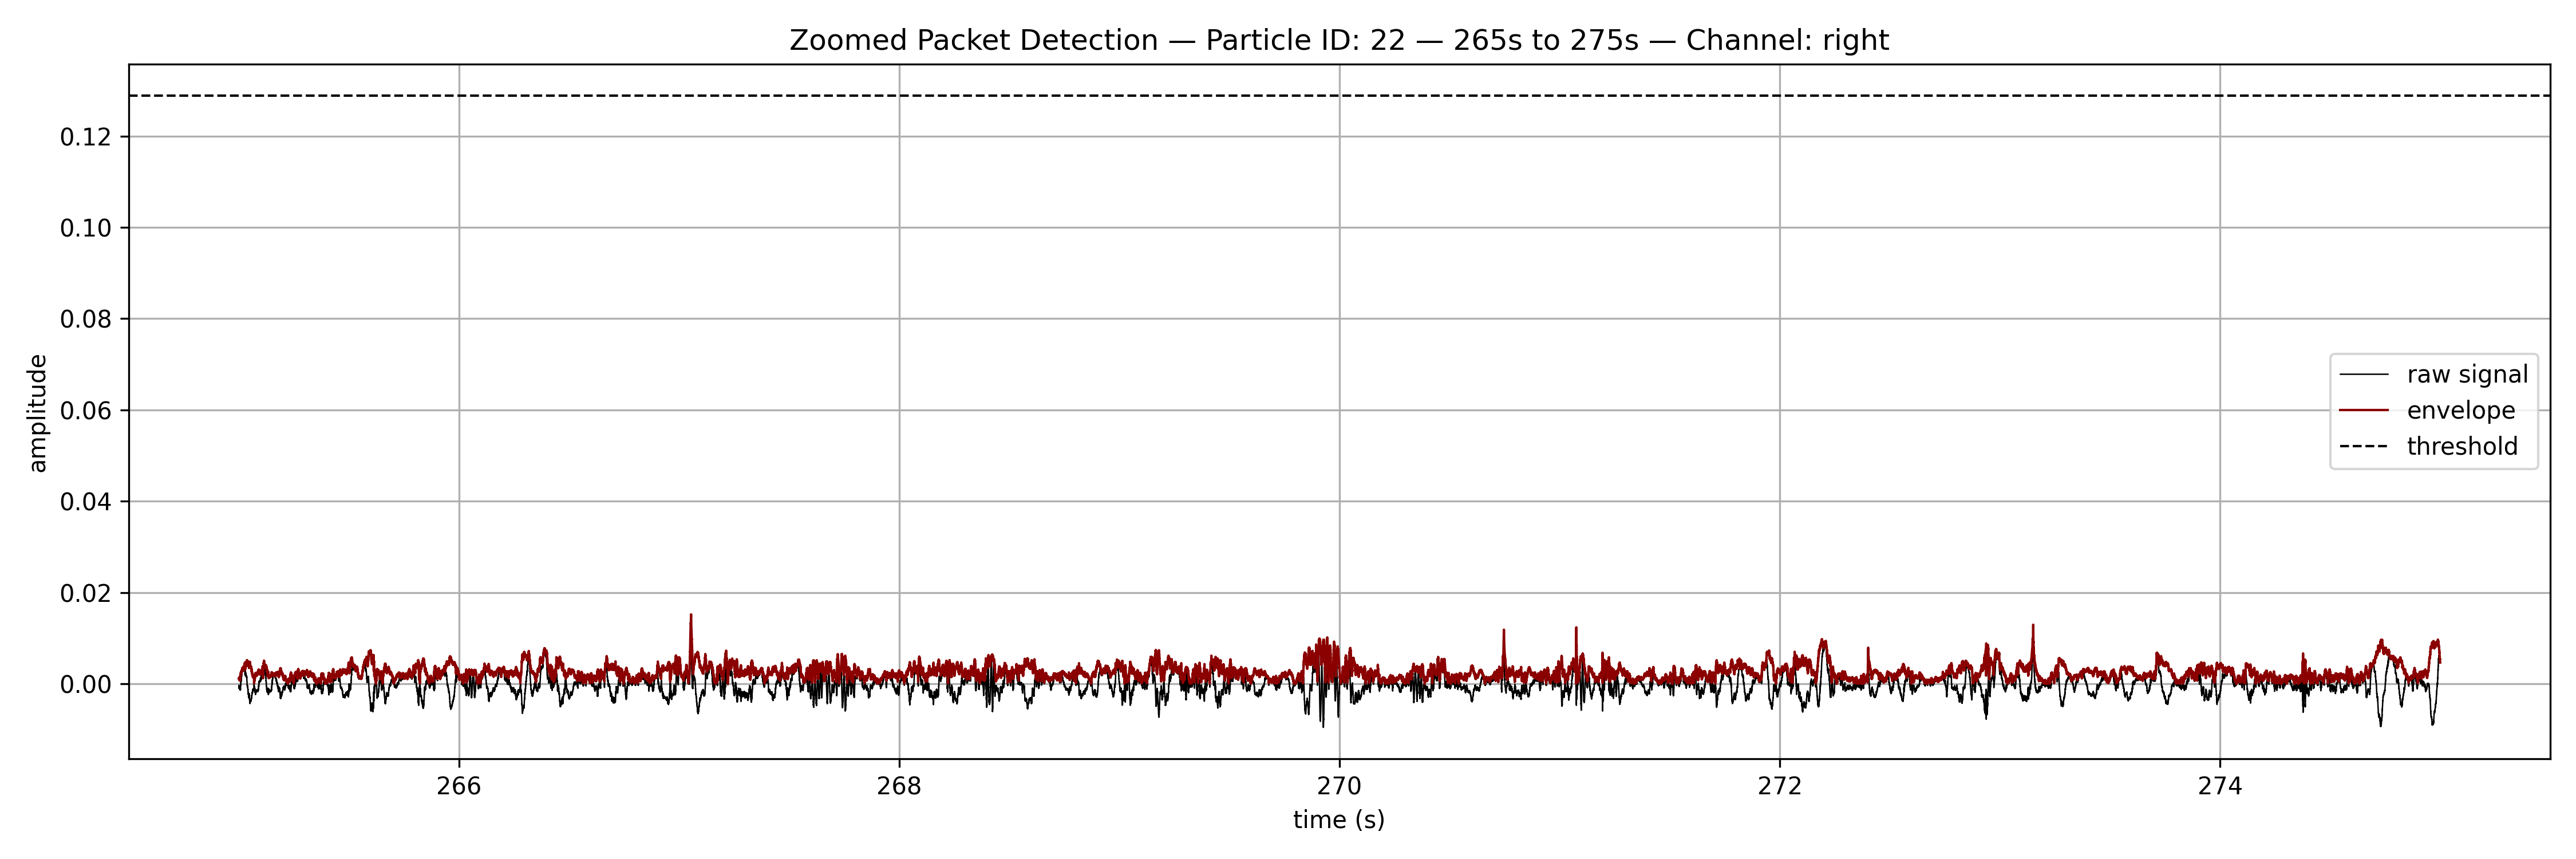 Zoomed Packet Detection — Particle ID: 22 — 265s to 275s — Channel: right
amplitude
0.12
0.10
0.08
0.06
0.04
0.02
0.00
raw signal
envelope
threshold
266 268 270 272 274
time (s)